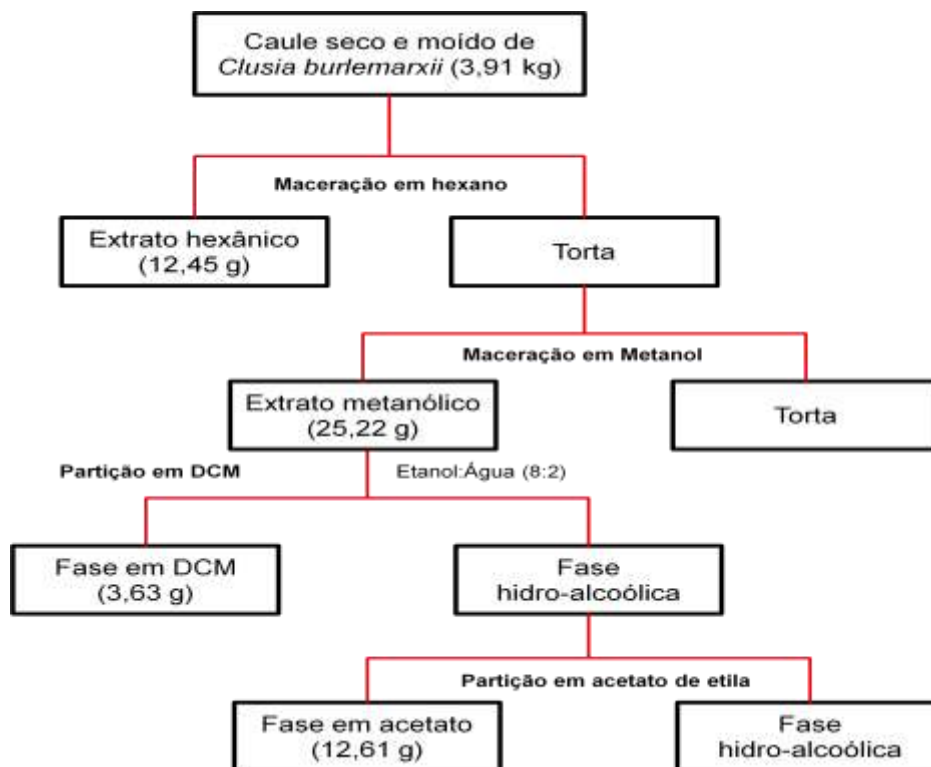 Caule seco e moído de
Clusia burlemarxii (3,91 kg)
Maceração em hexano
Extrato hexânico
(12,45 g)
Torta
Maceração em Metanol
Extrato metanólico
(25,22 g)
Torta
Partição em DCM
Etanol:Água (8:2)
Fase em DCM
(3,63 g)
Fase
hidro-alcoólica
Partição em acetato de etila
Fase em acetato
(12,61 g)
Fase
hidro-alcoólica